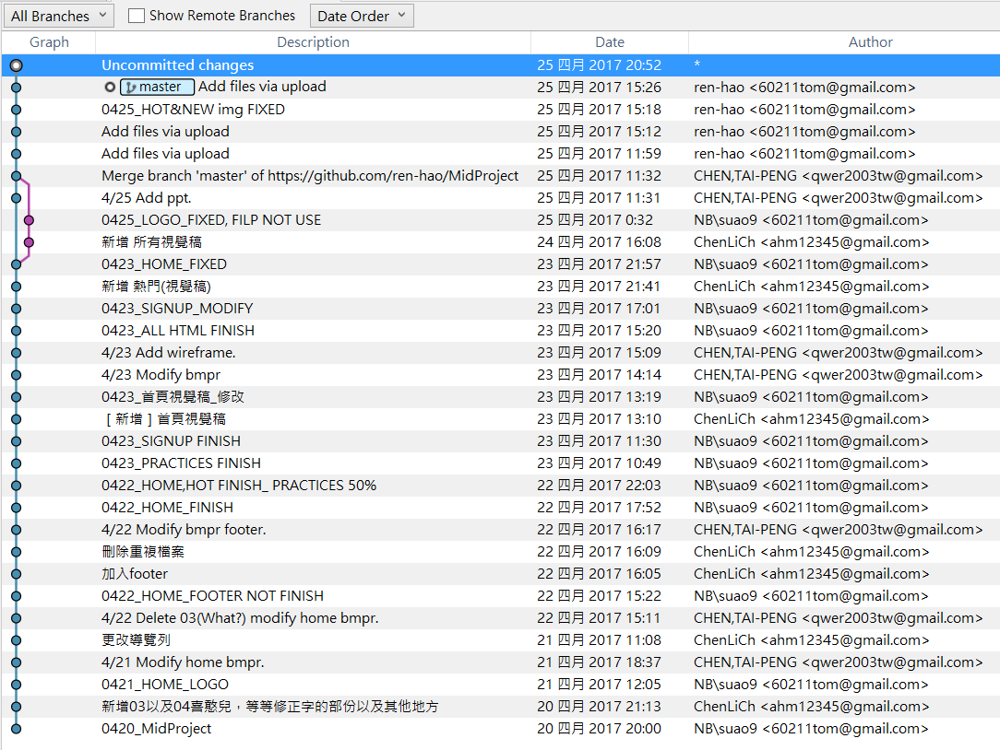 All Branches Show Remote Branches Date Order
Graph Description Date Author
Uncommitted changes 25 四月 2017 20:52 *
master Add files via upload 25 四月 2017 15:26 ren-hao <60211tom@gmail.com>
0425_HOT&NEW img FIXED 25 四月 2017 15:18 ren-hao <60211tom@gmail.com>
Add files via upload 25 四月 2017 15:12 ren-hao <60211tom@gmail.com>
Add files via upload 25 四月 2017 11:59 ren-hao <60211tom@gmail.com>
Merge branch 'master' of https://github.com/ren-hao/MidProject 25 四月 2017 11:32 CHEN,TAI-PENG <qwer2003tw@gmail.com>
4/25 Add ppt. 25 四月 2017 11:31 CHEN,TAI-PENG <qwer2003tw@gmail.com>
0425_LOGO_FIXED, FILP NOT USE 25 四月 2017 0:32 NB\suao9 <60211tom@gmail.com>
新增 所有視覺稿 24 四月 2017 16:08 ChenLiCh <ahm12345@gmail.com>
0423_HOME_FIXED 23 四月 2017 21:57 NB\suao9 <60211tom@gmail.com>
新增 熱門(視覺稿) 23 四月 2017 21:41 ChenLiCh <ahm12345@gmail.com>
0423_SIGNUP_MODIFY 23 四月 2017 17:01 NB\suao9 <60211tom@gmail.com>
0423_ALL HTML FINISH 23 四月 2017 15:20 NB\suao9 <60211tom@gmail.com>
4/23 Add wireframe. 23 四月 2017 15:09 CHEN,TAI-PENG <qwer2003tw@gmail.com>
4/23 Modify bmpr 23 四月 2017 14:14 CHEN,TAI-PENG <qwer2003tw@gmail.com>
0423_首頁視覺稿_修改 23 四月 2017 13:19 NB\suao9 <60211tom@gmail.com>
［新增］首頁視覺稿 23 四月 2017 13:10 ChenLiCh <ahm12345@gmail.com>
0423_SIGNUP FINISH 23 四月 2017 11:30 NB\suao9 <60211tom@gmail.com>
0423_PRACTICES FINISH 23 四月 2017 10:49 NB\suao9 <60211tom@gmail.com>
0422_HOME,HOT FINISH_ PRACTICES 50% 22 四月 2017 22:03 NB\suao9 <60211tom@gmail.com>
0422_HOME_FINISH 22 四月 2017 17:52 NB\suao9 <60211tom@gmail.com>
4/22 Modify bmpr footer. 22 四月 2017 16:17 CHEN,TAI-PENG <qwer2003tw@gmail.com>
刪除重複檔案 22 四月 2017 16:09 ChenLiCh <ahm12345@gmail.com>
加入footer 22 四月 2017 16:05 ChenLiCh <ahm12345@gmail.com>
0422_HOME_FOOTER NOT FINISH 22 四月 2017 15:22 NB\suao9 <60211tom@gmail.com>
4/22 Delete 03(What?) modify home bmpr. 22 四月 2017 15:11 CHEN,TAI-PENG <qwer2003tw@gmail.com>
更改導覽列 21 四月 2017 11:08 ChenLiCh <ahm12345@gmail.com>
4/21 Modify home bmpr. 21 四月 2017 18:37 CHEN,TAI-PENG <qwer2003tw@gmail.com>
0421_HOME_LOGO 21 四月 2017 12:05 NB\suao9 <60211tom@gmail.com>
新增03以及04喜憨兒，等等修正字的部份以及其他地方 20 四月 2017 21:13 ChenLiCh <ahm12345@gmail.com>
0420_MidProject 20 四月 2017 20:00 NB\suao9 <60211tom@gmail.com>